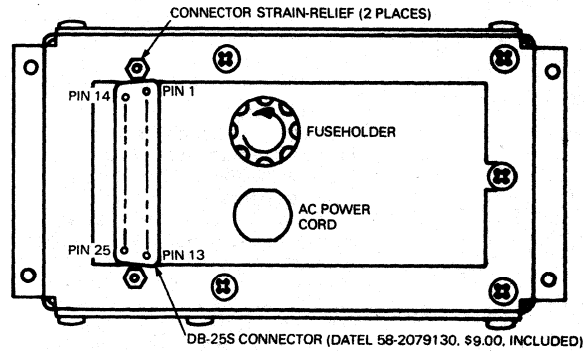 CONNECTOR STRAIN-RELIEF (2 PLACES)
PIN 14
PIN 1
FUSEHOLDER
AC POWER
CORD
PIN 25
PIN 13
DB-25S CONNECTOR (DATEL 58-2079130, $9.00, INCLUDED)